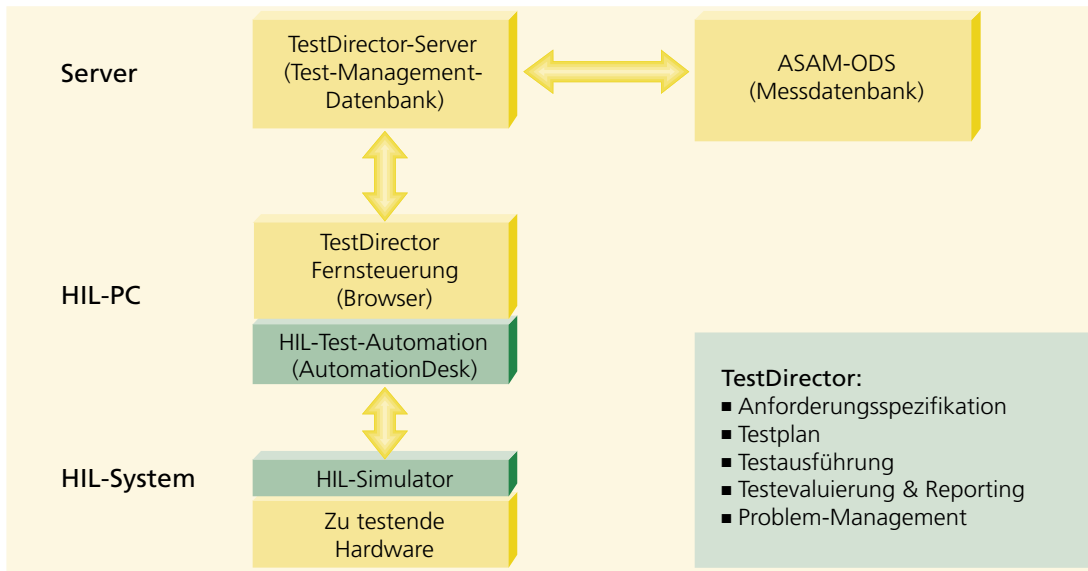 Server
TestDirector-Server
(Test-Management-
Datenbank)
ASAM-ODS
(Messdatenbank)
HIL-PC
TestDirector
Fernsteuerung
(Browser)
HIL-Test-Automation
(AutomationDesk)
HIL-System
HIL-Simulator
Zu testende
Hardware
TestDirector:
▪ Anforderungsspezifikation
▪ Testplan
▪ Testausführung
▪ Testevaluierung & Reporting
▪ Problem-Management